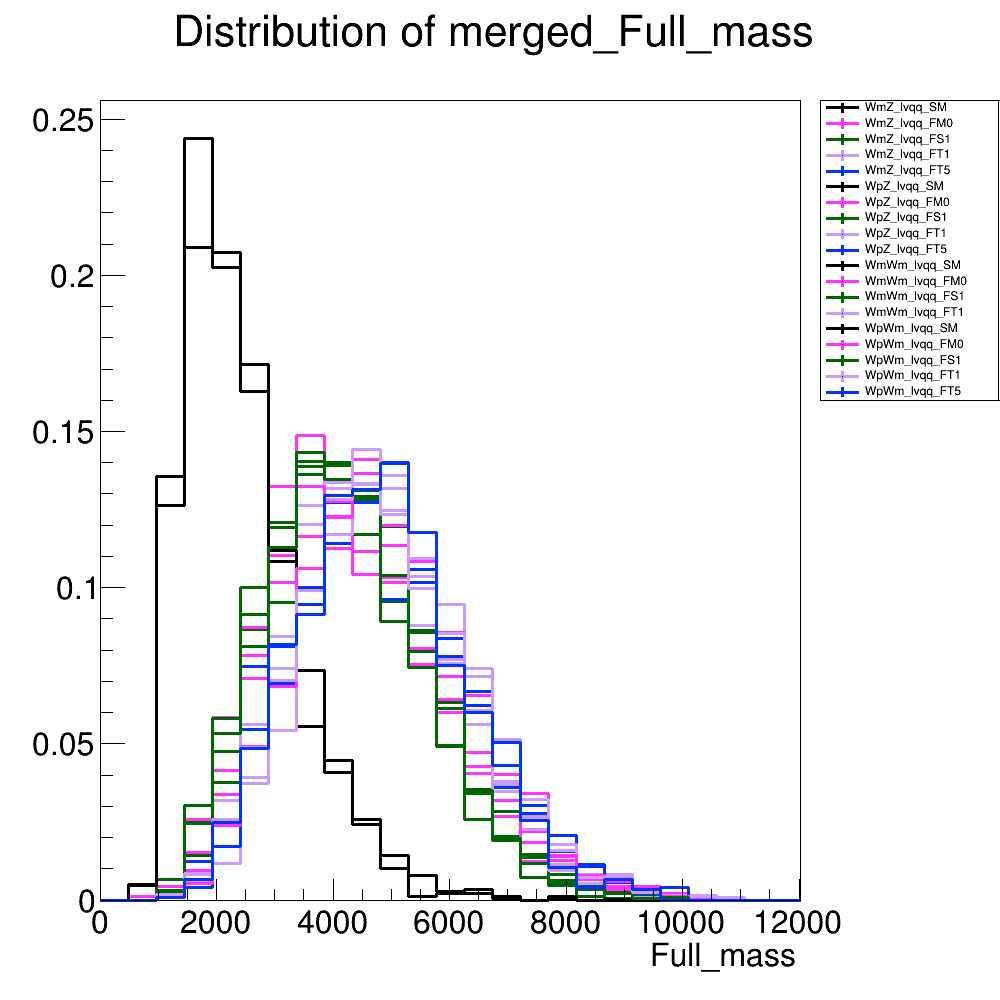 Distribution of merged_Full_mass
0.25
0.2
0.15
0.1
0.05
0
0 2000 4000 6000 8000 10000 12000
Full_mass
WmZ_lvqq_SM
WmZ_lvqq_FM0
WmZ_lvqq_FS1
WmZ_lvqq_FT1
WmZ_lvqq_FT5
WpZ_lvqq_SM
WpZ_lvqq_FM0
WpZ_lvqq_FS1
WpZ_lvqq_FT1
WpZ_lvqq_FT5
WmWm_lvqq_SM
WmWm_lvqq_FM0
WmWm_lvqq_FS1
WmWm_lvqq_FT1
WpWm_lvqq_SM
WpWm_lvqq_FM0
WpWm_lvqq_FS1
WpWm_lvqq_FT1
WpWm_lvqq_FT5